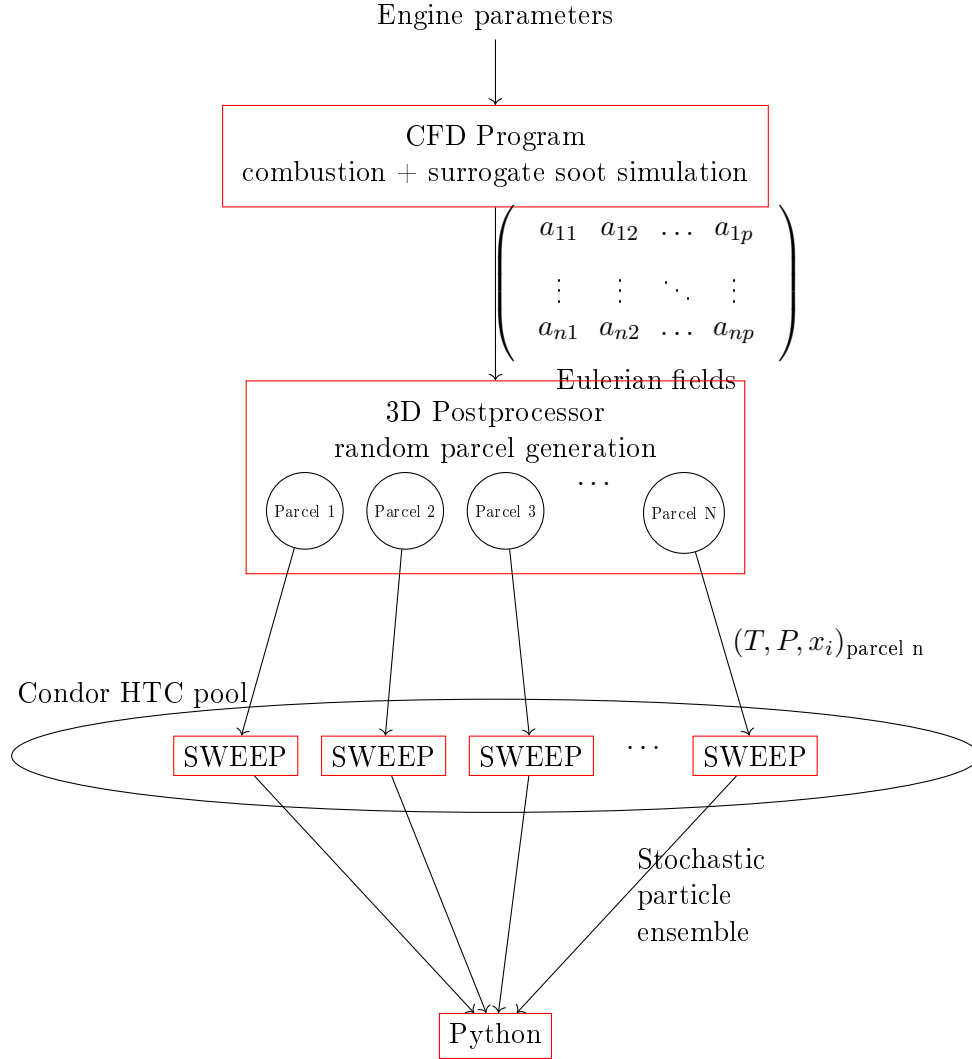 Engine parameters
CFD Program
combustion + surrogate soot simulation
a11 a12 … a1p
⋮ ⋮ ⋱ ⋮
an1 an2 … anp
Eulerian fields
3D Postprocessor
random parcel generation
…
Parcel 1 Parcel 2 Parcel 3 Parcel N
(T, P, xi)parcel n
Condor HTC pool
SWEEP SWEEP SWEEP … SWEEP
Stochastic
particle
ensemble
Python